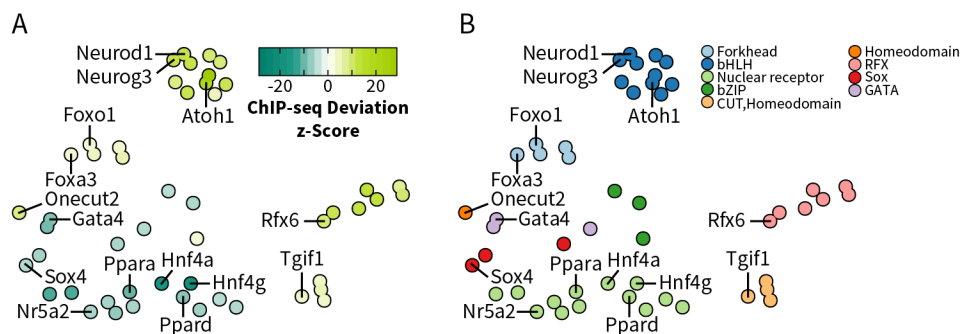 A
B
Neurod1
Neurog3
Atoh1
-20 0 20
ChIP-seq Deviation
z-Score
Foxo1
Foxa3
Onecut2
Gata4
Rfx6
Sox4
Ppara
Hnf4a
Hnf4g
Tgif1
Nr5a2
Ppard
Neurod1
Neurog3
Atoh1
Forkhead
bHLH
Nuclear receptor
bZIP
CUT,Homeodomain
Homeodomain
RFX
Sox
GATA
Foxo1
Foxa3
Onecut2
Gata4
Rfx6
Sox4
Ppara
Hnf4a
Hnf4g
Tgif1
Nr5a2
Ppard